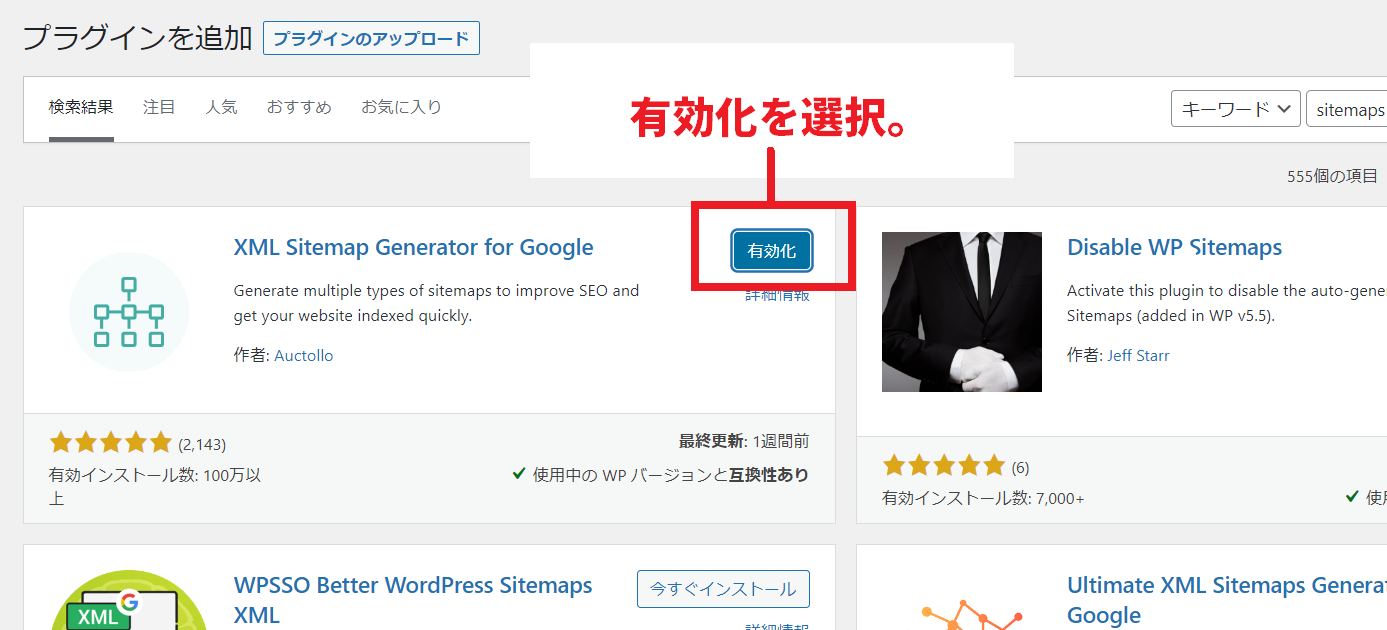 プラグインを追加
プラグインのアップロード
有効化を選択。
検索結果
注目
人気
おすすめ
お気に入り
キーワード
sitemaps
555個の項目
XML Sitemap Generator for Google
有効化
詳細情報
Generate multiple types of sitemaps to improve SEO and
get your website indexed quickly.
作者: Auctollo
(2,143)
最終更新: 1週間前
有効インストール数: 100万以
上
使用中の WP バージョンと互換性あり
Disable WP Sitemaps
Activate this plugin to disable the auto-gene
Sitemaps (added in WP v5.5).
作者: Jeff Starr
(6)
有効インストール数: 7,000+
使用
WPSSO Better WordPress Sitemaps
XML
今すぐインストール
詳細情報
XML
G
Ultimate XML Sitemaps Genera
Google